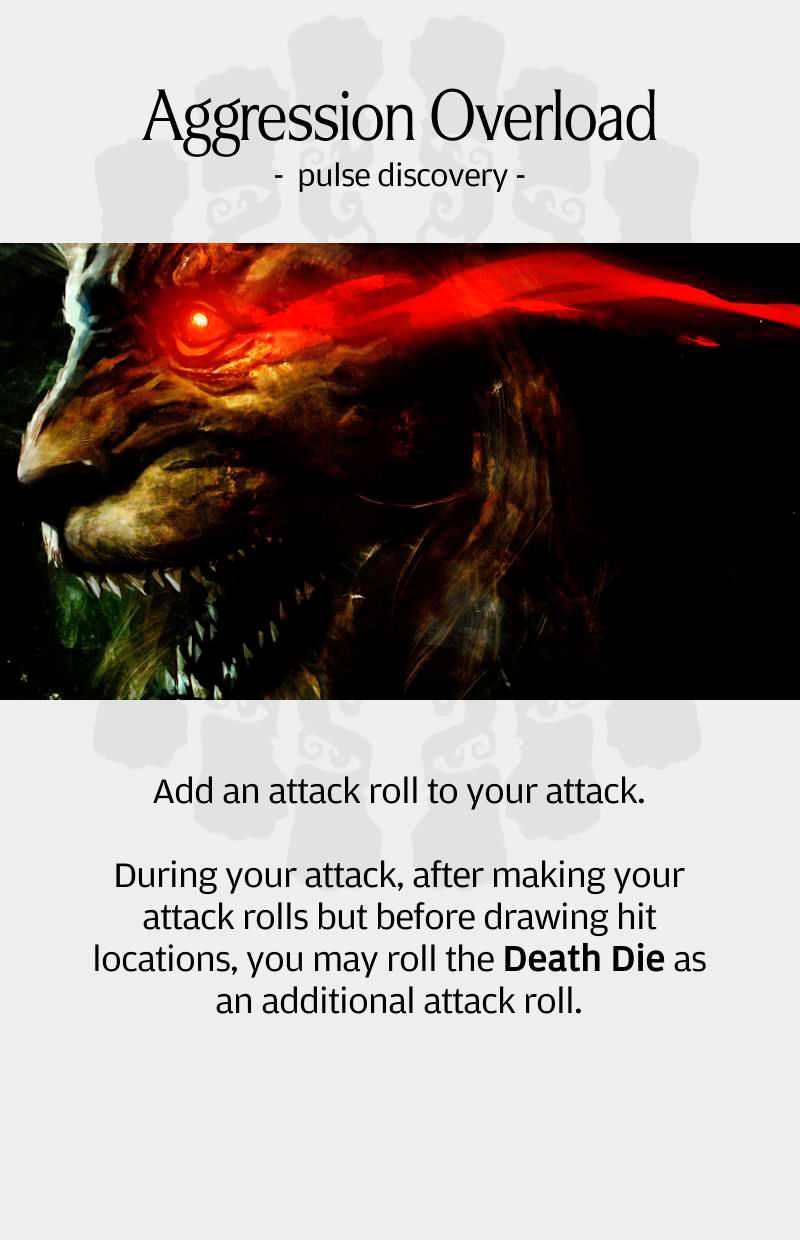 Aggression Overload
- pulse discovery -
Add an attack roll to your attack.
During your attack, after making your
attack rolls but before drawing hit
locations, you may roll the Death Die as
an additional attack roll.